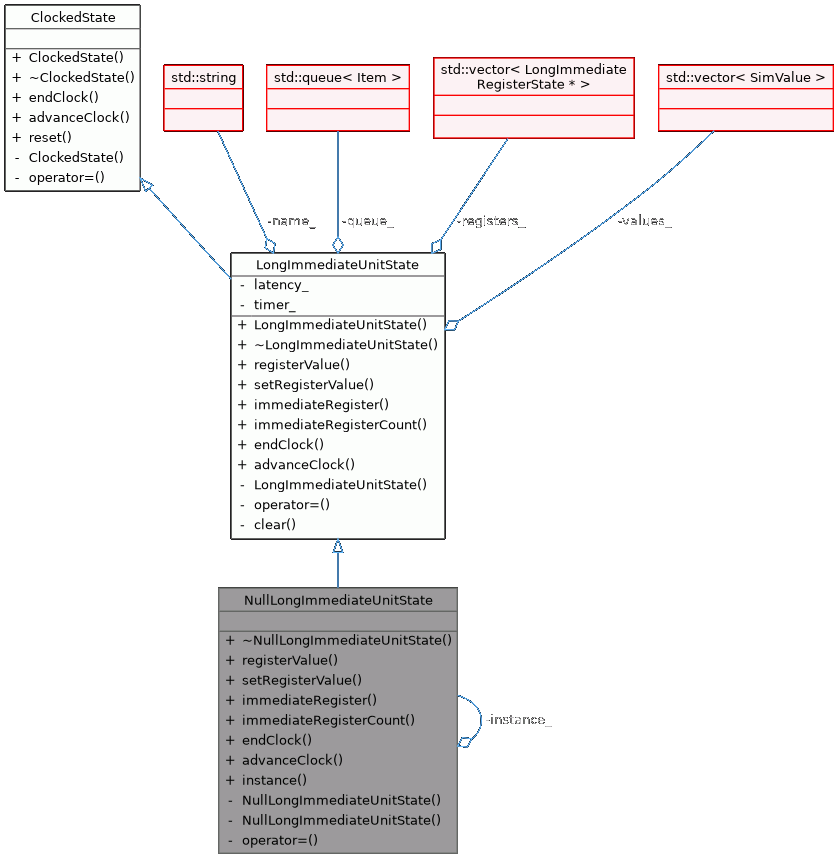 ClockedState
+ ClockedState()
+ ~ClockedState()
+ endClock()
+ advanceClock()
+ reset()
- ClockedState()
- operator=()
std::string
std::queue< Item >
std::vector< LongImmediate
RegisterState * >
std::vector< SimValue >
-name_
-queue_
-registers_
-values_
LongImmediateUnitState
- latency_
- timer_
+ LongImmediateUnitState()
+ ~LongImmediateUnitState()
+ registerValue()
+ setRegisterValue()
+ immediateRegister()
+ immediateRegisterCount()
+ endClock()
+ advanceClock()
- LongImmediateUnitState()
- operator=()
- clear()
NullLongImmediateUnitState
+ ~NullLongImmediateUnitState()
+ registerValue()
+ setRegisterValue()
+ immediateRegister()
+ immediateRegisterCount()
+ endClock()
+ advanceClock()
+ instance()
- NullLongImmediateUnitState()
- NullLongImmediateUnitState()
- operator=()
-instance_